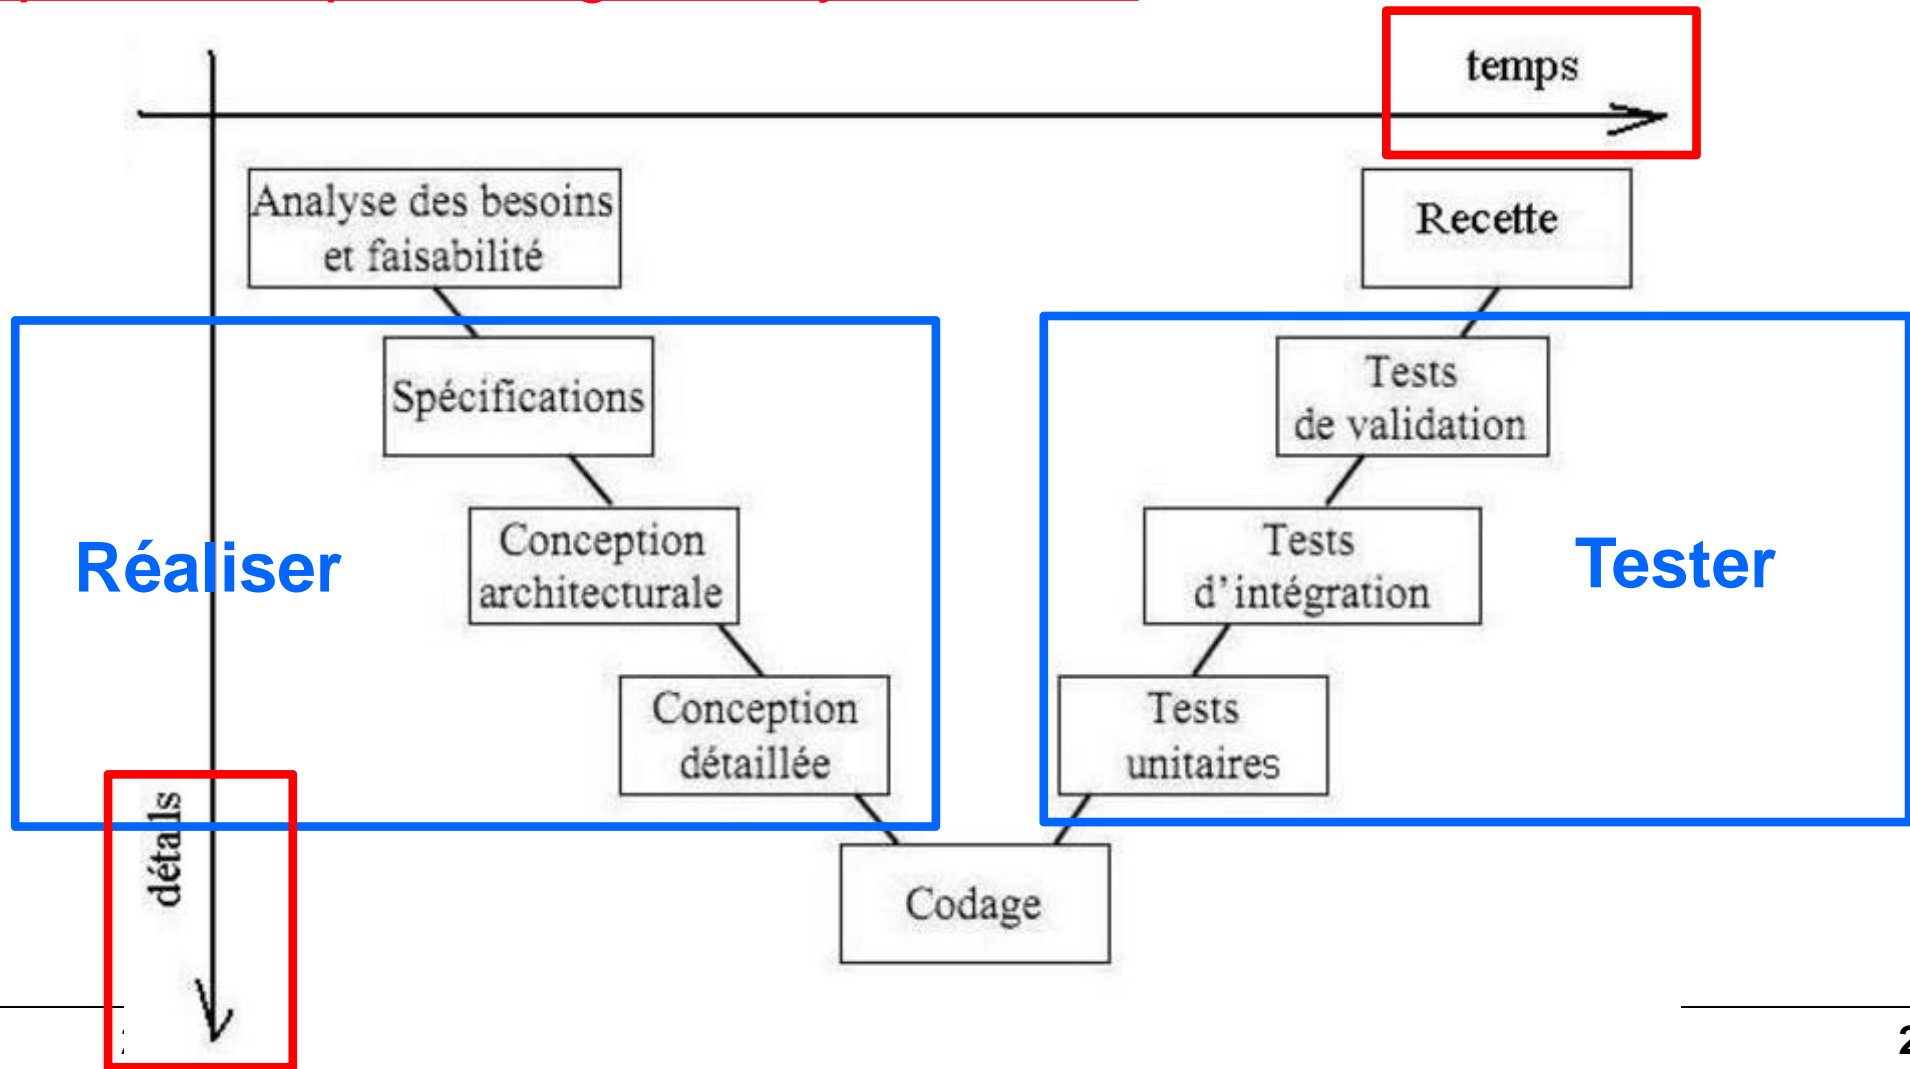 temps
Analyse des besoins
et faisabilité
Recette
Spécifications
Tests
de validation
Réaliser
Conception
architecturale
Tests
d’intégration
Tester
Conception
détaillée
Tests
unitaires
détails
Codage